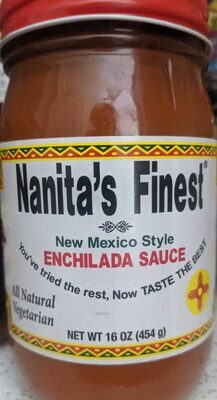 Nanita's Finest®
New Mexico Style
ENCHILADA SAUCE
You've tried the rest, Now TASTE THE BEST
All Natural
Vegetarian
NET WT 16 OZ (454 g)